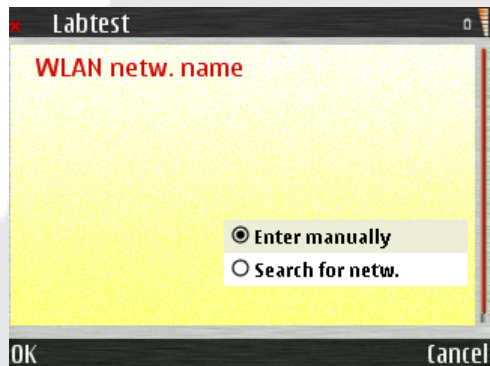 Labtest
WLAN netw. name
Enter manually
Search for netw.
OK
Cancel